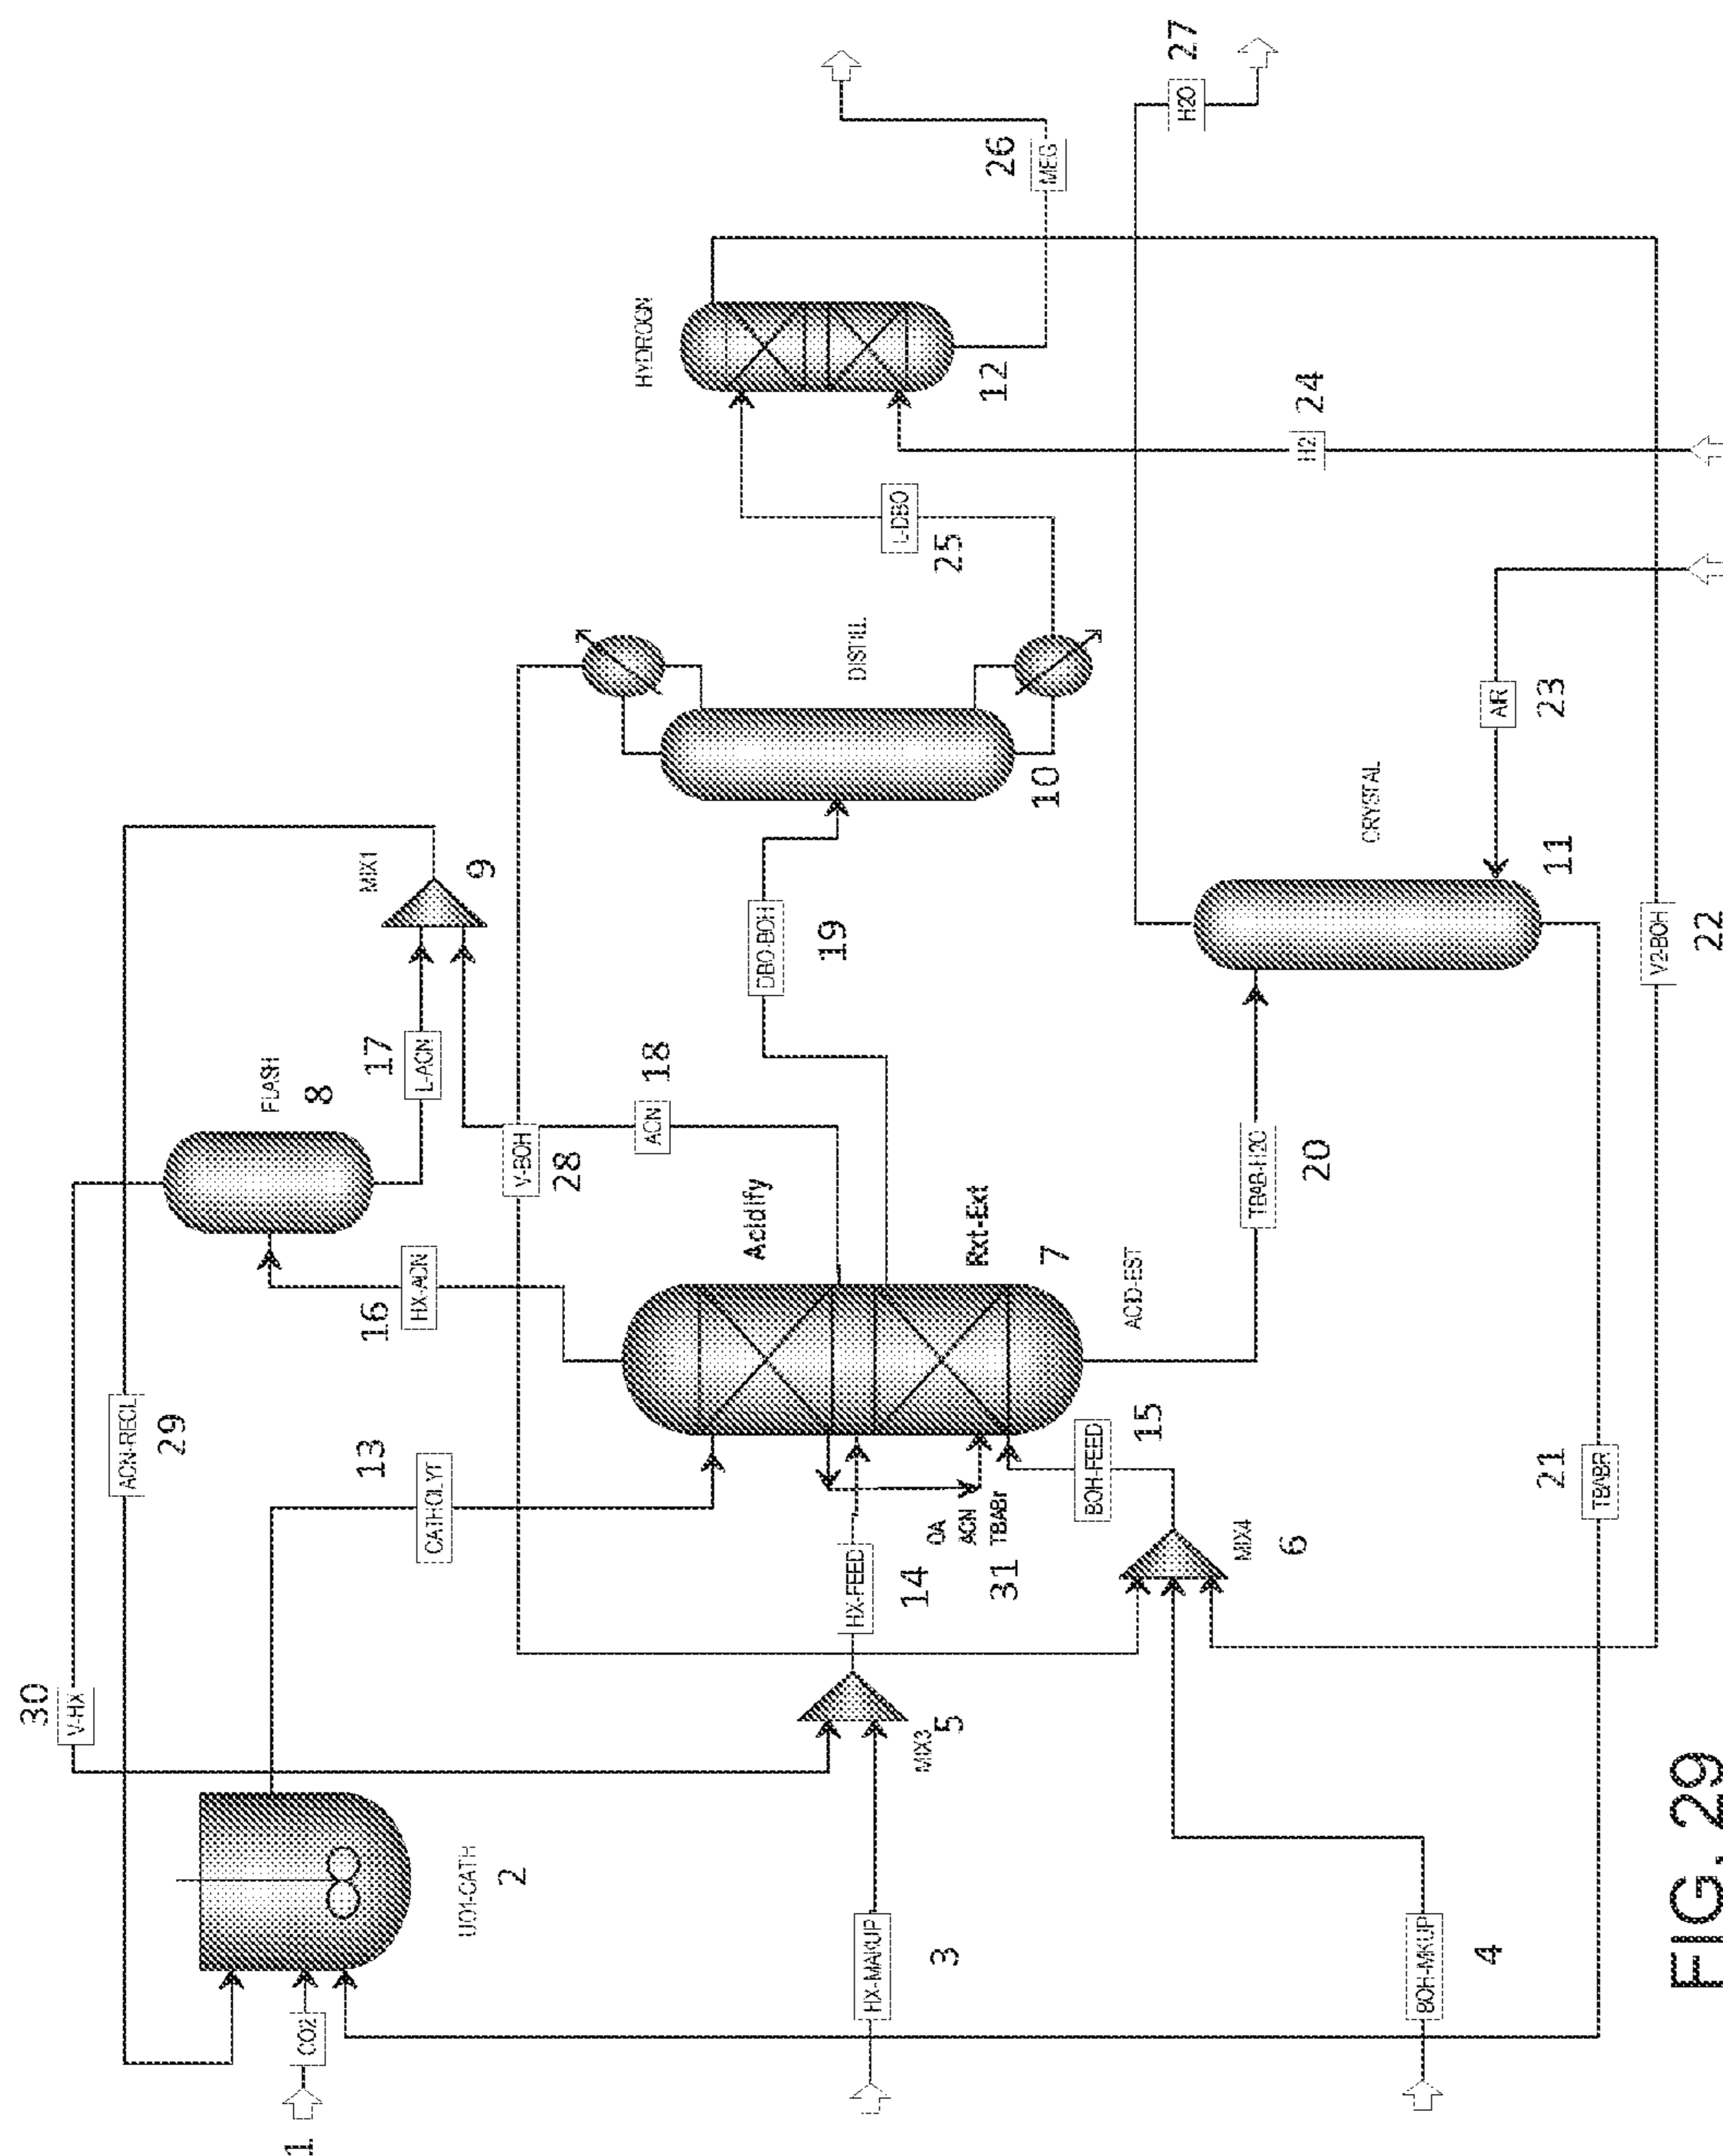 1
CO2
UO1-CATH
2
HX-MAKUP
3
BOH-MKUP
4
V-HX
30
ACN-RECL
29
CATHOLYT
13
MIX3
5
HX-FEED
14
OA
ACN
TBABr
31
MIX4
6
BOH-FEED
15
TBABR
21
HX-ACN
16
Acidify
Rxt-Ext
7
ACID-EST
FLASH
8
L-ACN
17
MIX1
9
V-BOH
28
ACN
18
DBO-BOH
19
TBAB-H2O
20
DISTILL
10
CRYSTAL
11
AIR
23
V2-BOH
22
L-DBO
25
HYDROGN
12
H2
24
MEG
26
H2O
27
FIG. 29